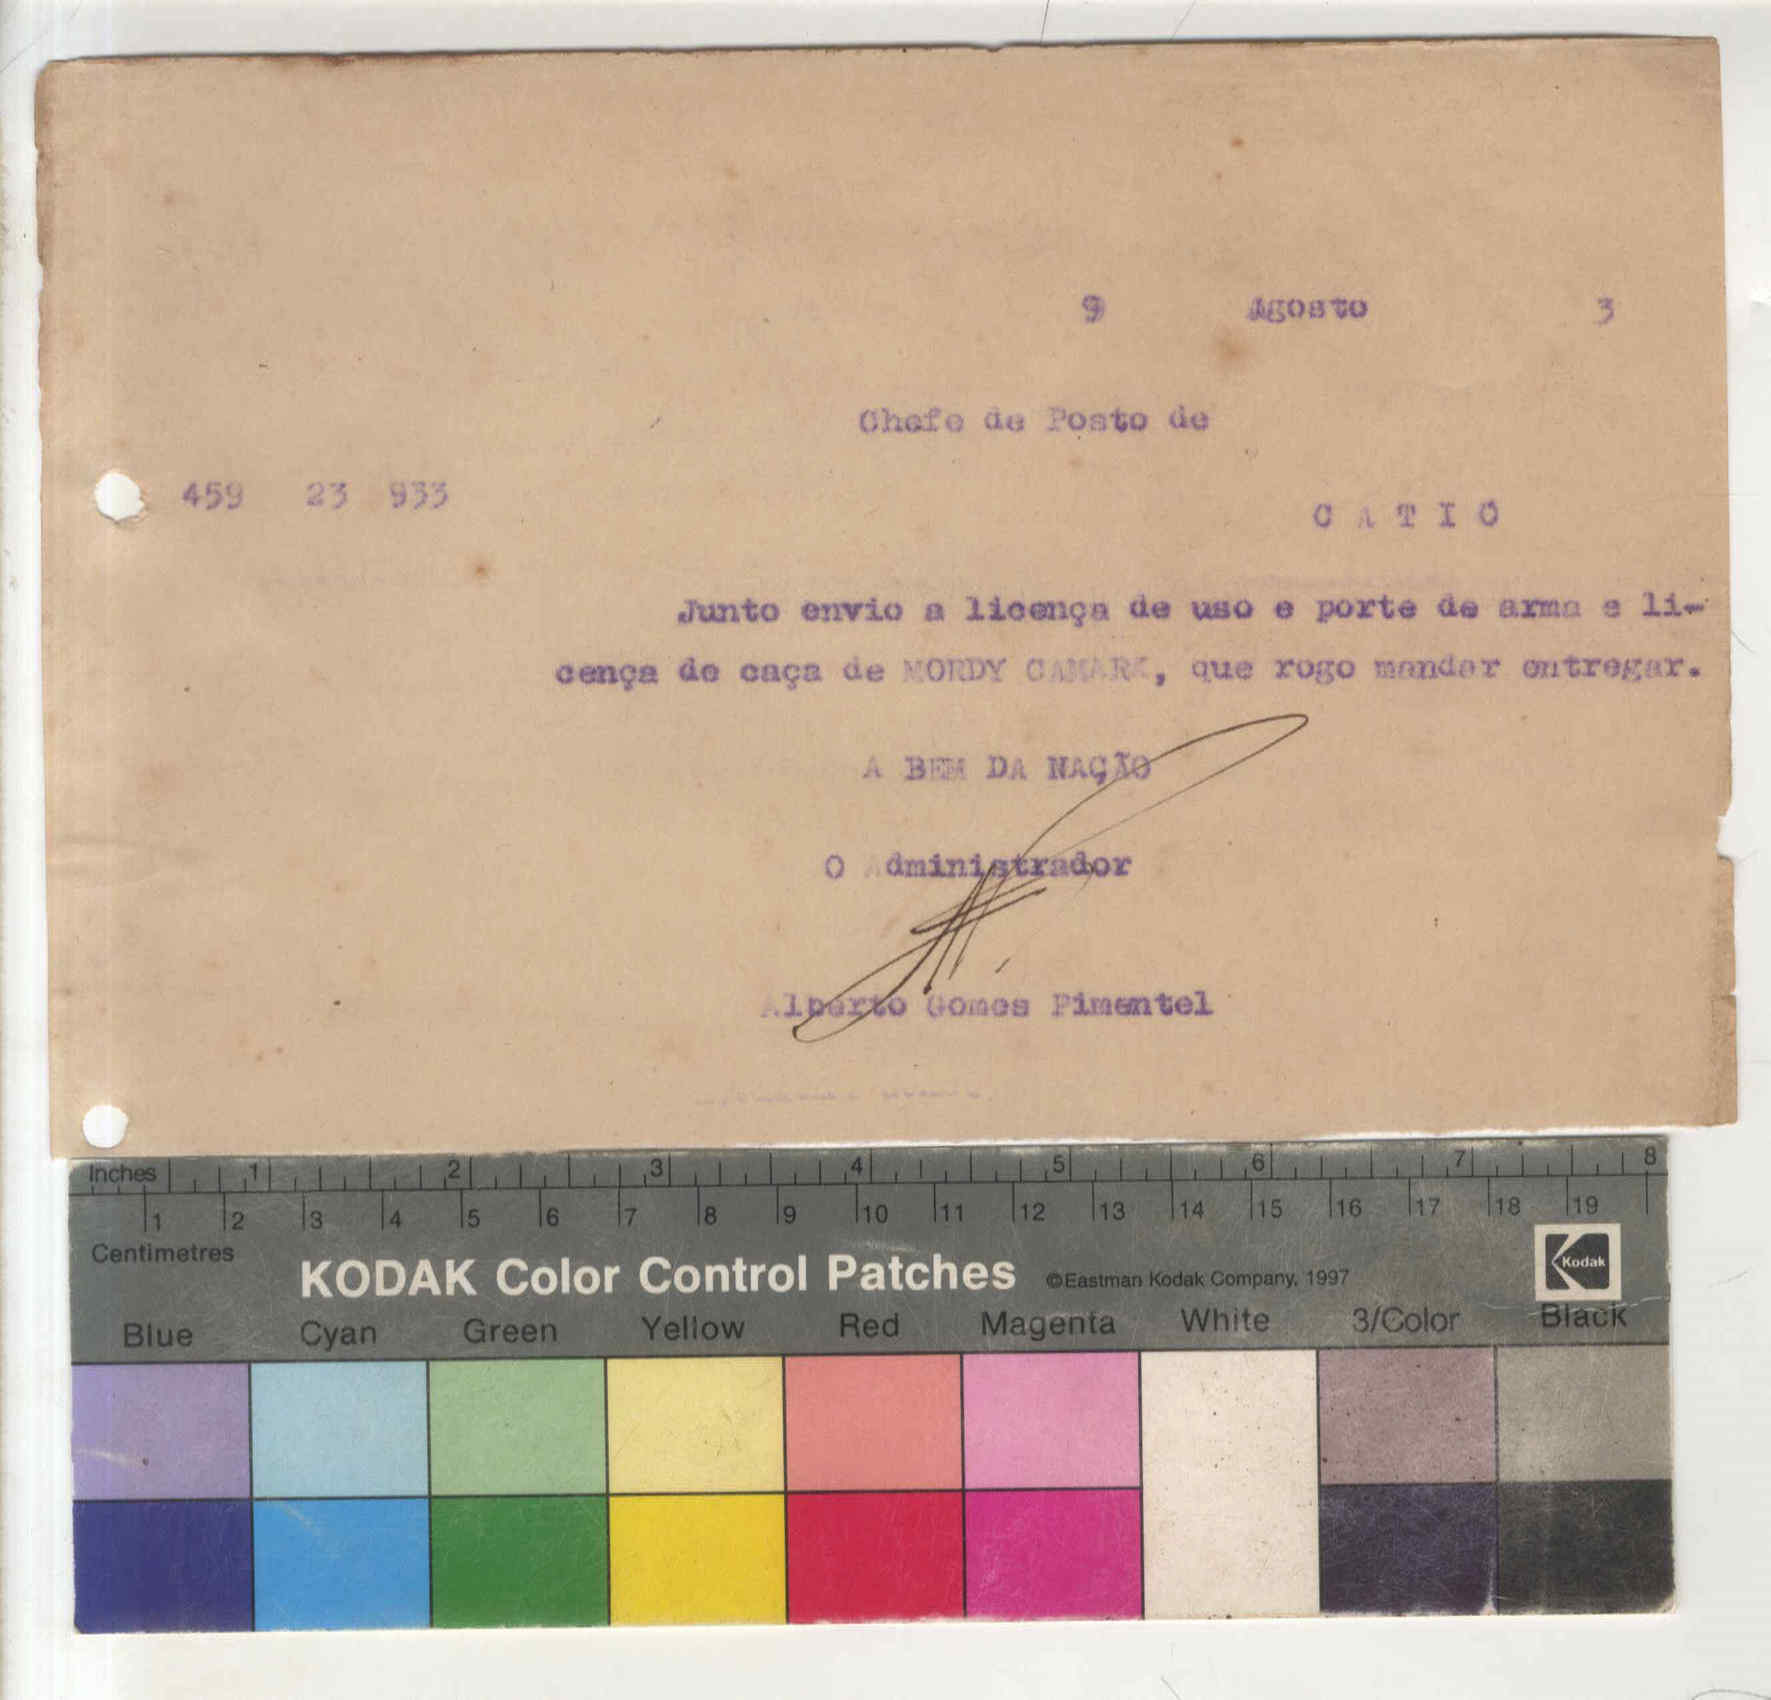 9 Agosto 3
Chefe de Posto de
459 23 933
C A T I O
Junto envio a licença de uso e porte de arma e li-
cença de caça de MORDY CAMARA, que rogo mandar entregar.
A BEM DA NAÇÃO
O Administrador
Alberto Gomes Pimentel
Inches 1 2 3 4 5 6 7 8
1 2 3 4 5 6 7 8 9 10 11 12 13 14 15 16 17 18 19
Centimetres
KODAK Color Control Patches ©Eastman Kodak Company, 1997 Kodak
Blue Cyan Green Yellow Red Magenta White 3/Color Black